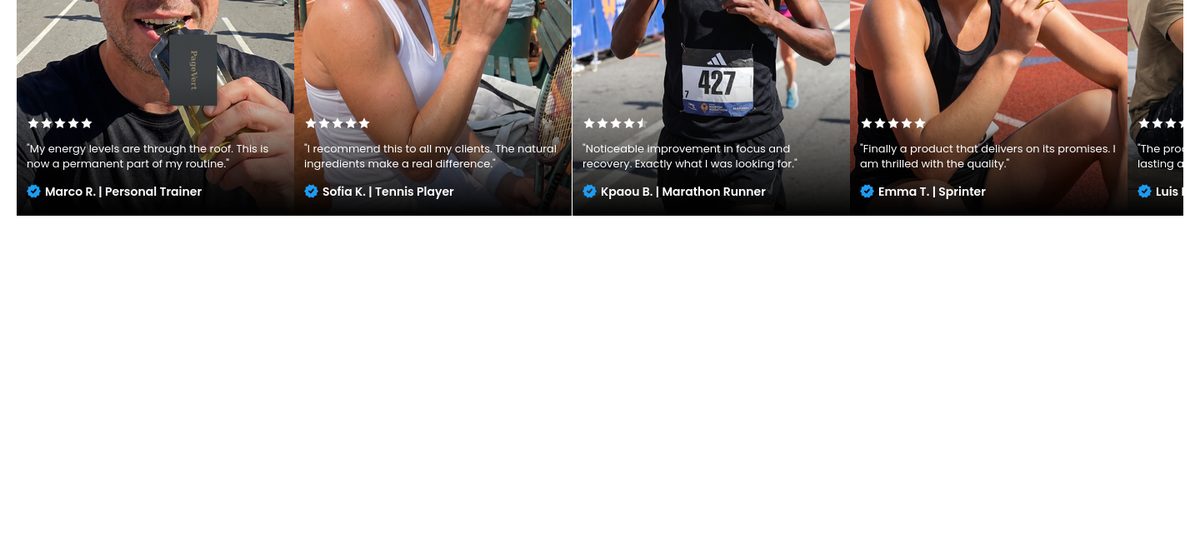 PageVert
427
7
"My energy levels are through the roof. This is
now a permanent part of my routine."
Marco R. | Personal Trainer
"I recommend this to all my clients. The natural
ingredients make a real difference."
Sofia K. | Tennis Player
"Noticeable improvement in focus and
recovery. Exactly what I was looking for."
Kpaou B. | Marathon Runner
"Finally a product that delivers on its promises. I
am thrilled with the quality."
Emma T. | Sprinter
"The
lasting
Luis